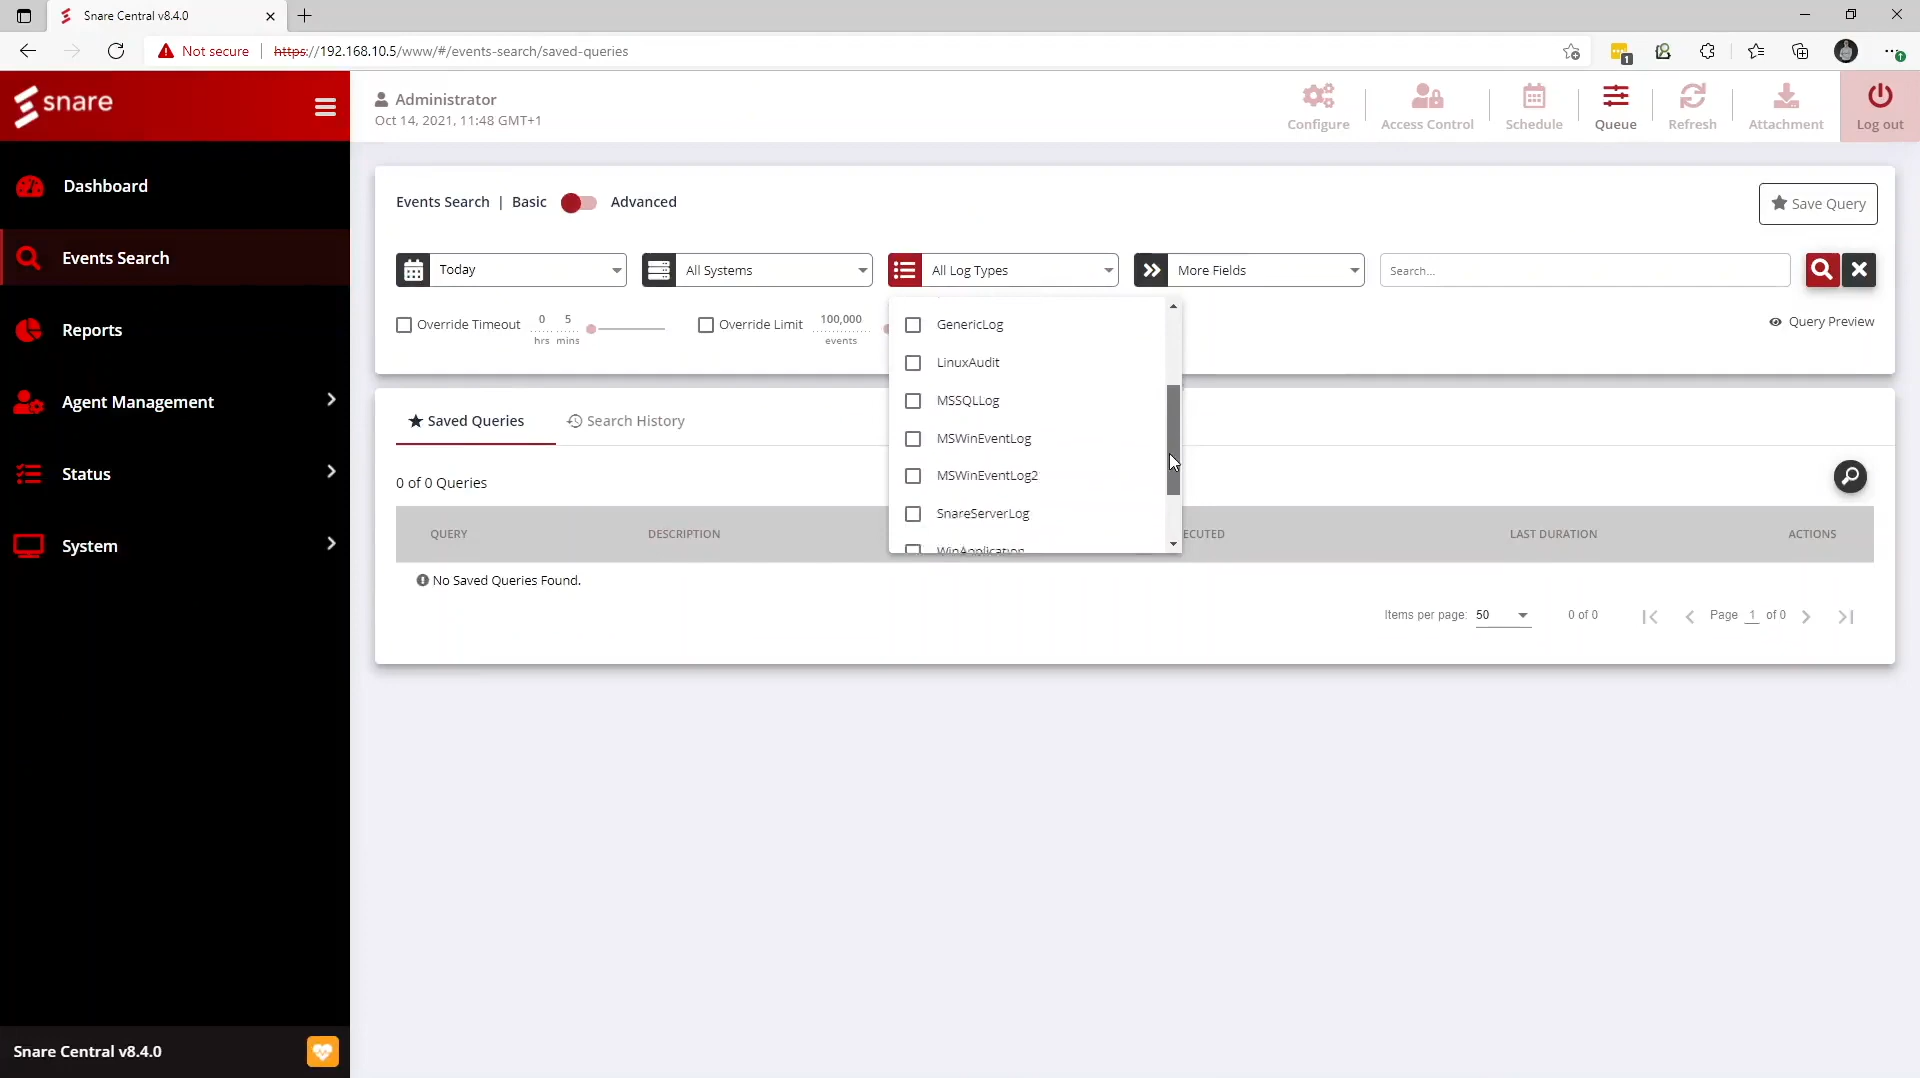 Snare Central v8.4.0
Not secure
https://192.168.10.5/www/#/events-search/saved-queries
1
snare
Administrator
Oct 14, 2021, 11:48 GMT+1
Configure
Access Control
Schedule
Queue
Refresh
Attachment
Log out
Dashboard
Events Search
Reports
Agent Management
Status
System
Events Search | Basic Advanced
Save Query
Today
All Systems
All Log Types
More Fields
Search...
Override Timeout
0 5
hrs mins
Override Limit
100,000
events
Query Preview
GenericLog
LinuxAudit
MSSQLLog
MSWinEventLog
MSWinEventLog2
SnareServerLog
WinApplication
Saved Queries
Search History
0 of 0 Queries
QUERY DESCRIPTION ECUTED LAST DURATION ACTIONS
No Saved Queries Found.
Items per page: 50 0 of 0 Page 1 of 0
Snare Central v8.4.0